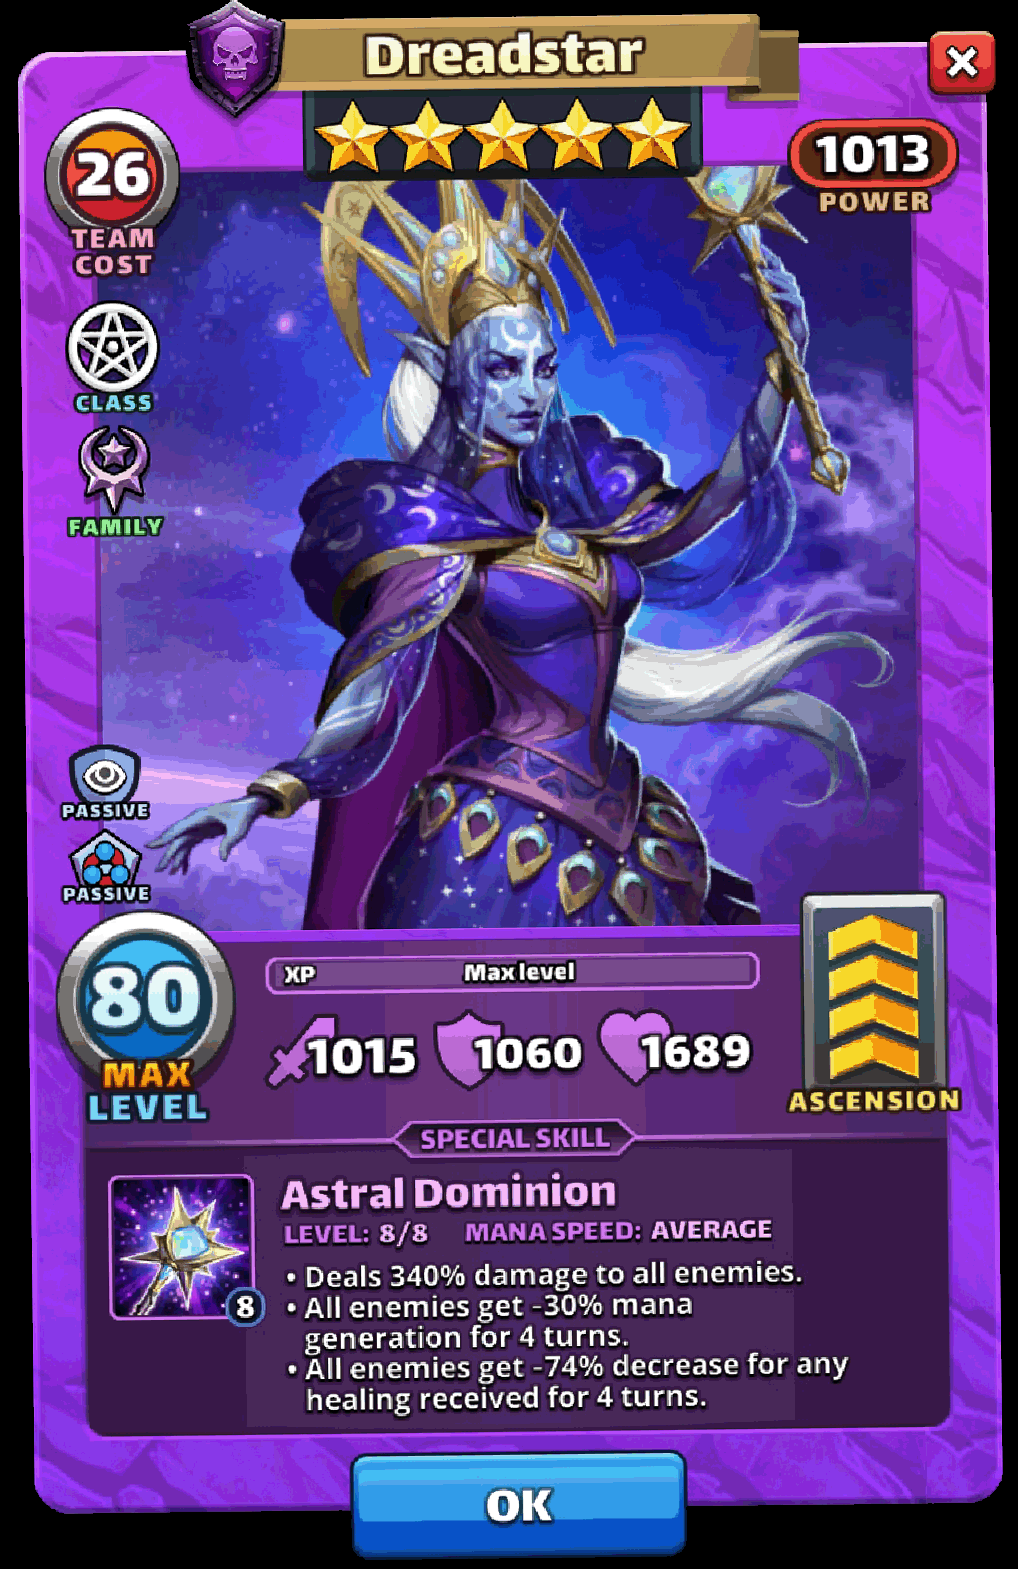 Dreadstar
26
TEAM
COST
1013
POWER
CLASS
FAMILY
PASSIVE
PASSIVE
80
MAX
LEVEL
XP
Max level
1015
1060
1689
ASCENSION
SPECIAL SKILL
Astral Dominion
LEVEL: 8/8 MANA SPEED: AVERAGE
8
• Deals 340% damage to all enemies.
• All enemies get -30% mana
generation for 4 turns.
• All enemies get -74% decrease for any
healing received for 4 turns.
OK